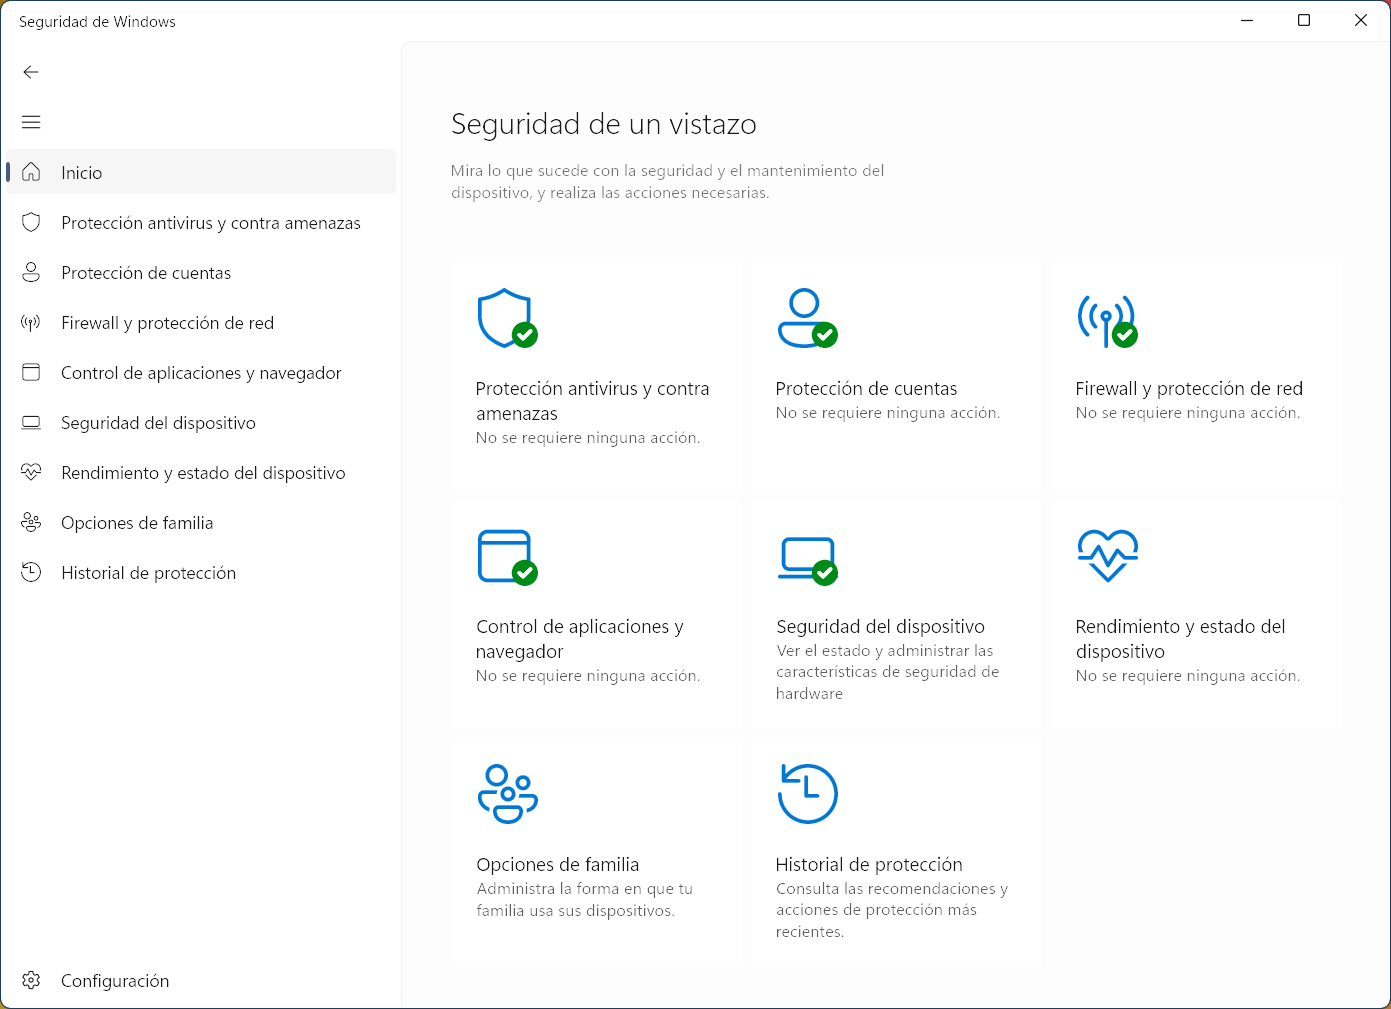 Seguridad de Windows
Inicio
Protección antivirus y contra amenazas
Protección de cuentas
Firewall y protección de red
Control de aplicaciones y navegador
Seguridad del dispositivo
Rendimiento y estado del dispositivo
Opciones de familia
Historial de protección
Configuración
Seguridad de un vistazo
Mira lo que sucede con la seguridad y el mantenimiento del
dispositivo, y realiza las acciones necesarias.
Protección antivirus y contra
amenazas
No se requiere ninguna acción.
Protección de cuentas
No se requiere ninguna acción.
Firewall y protección de red
No se requiere ninguna acción.
Control de aplicaciones y
navegador
No se requiere ninguna acción.
Seguridad del dispositivo
Ver el estado y administrar las
características de seguridad de
hardware
Rendimiento y estado del
dispositivo
No se requiere ninguna acción.
Opciones de familia
Administra la forma en que tu
familia usa sus dispositivos.
Historial de protección
Consulta las recomendaciones y
acciones de protección más
recientes.